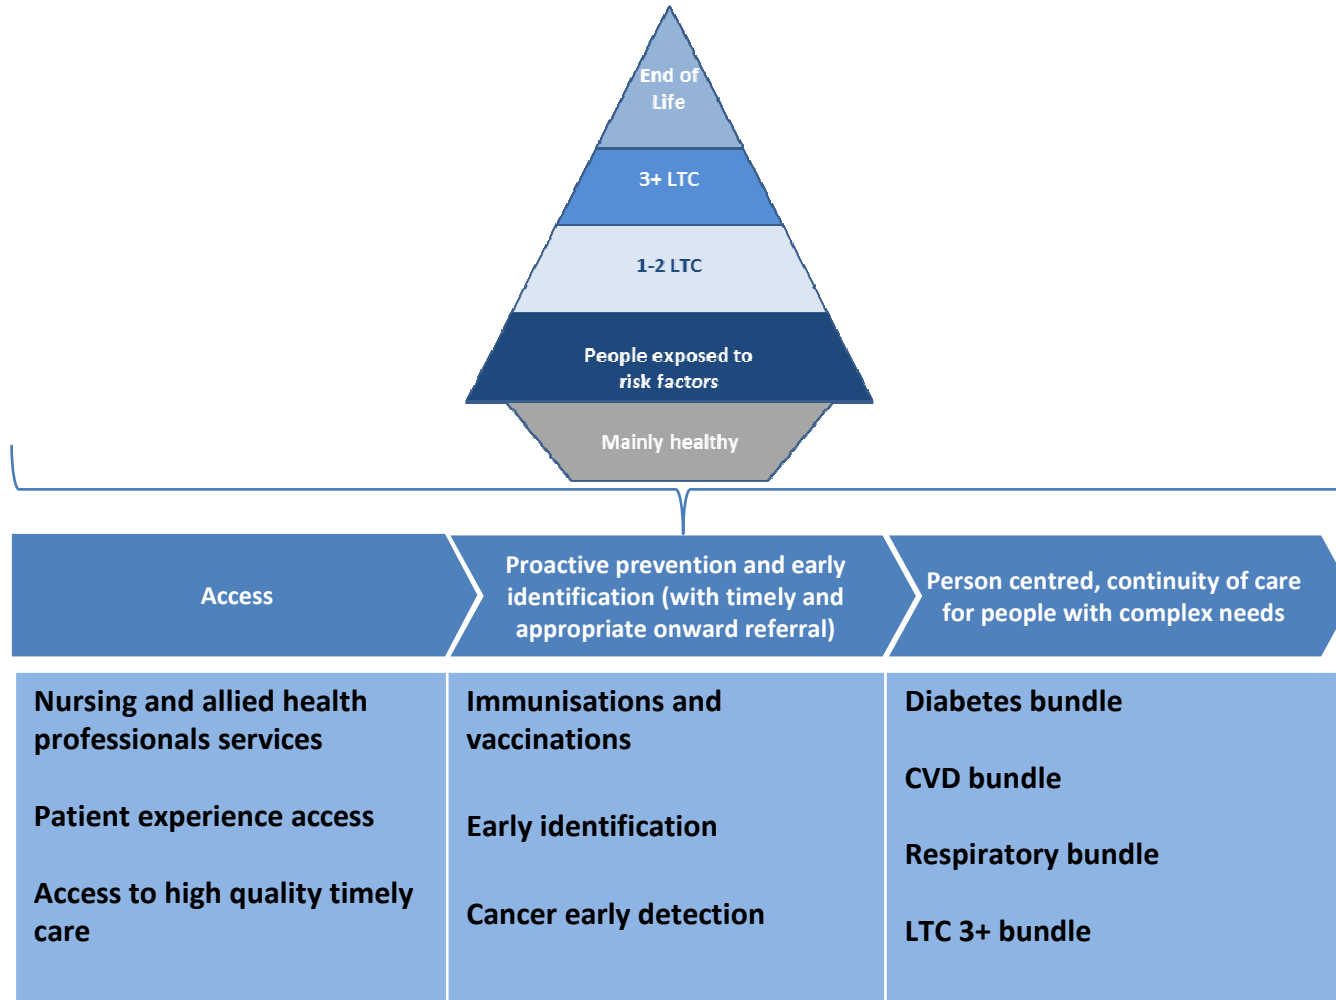 End of
Life
3+ LTC
1-2 LTC
People exposed to
risk factors
Mainly healthy
Access
Proactive prevention and early
identification (with timely and
appropriate onward referral)
Person centred, continuity of care
for people with complex needs
Nursing and allied health
professionals services
Patient experience access
Access to high quality timely
care
Immunisations and
vaccinations
Early identification
Cancer early detection
Diabetes bundle
CVD bundle
Respiratory bundle
LTC 3+ bundle